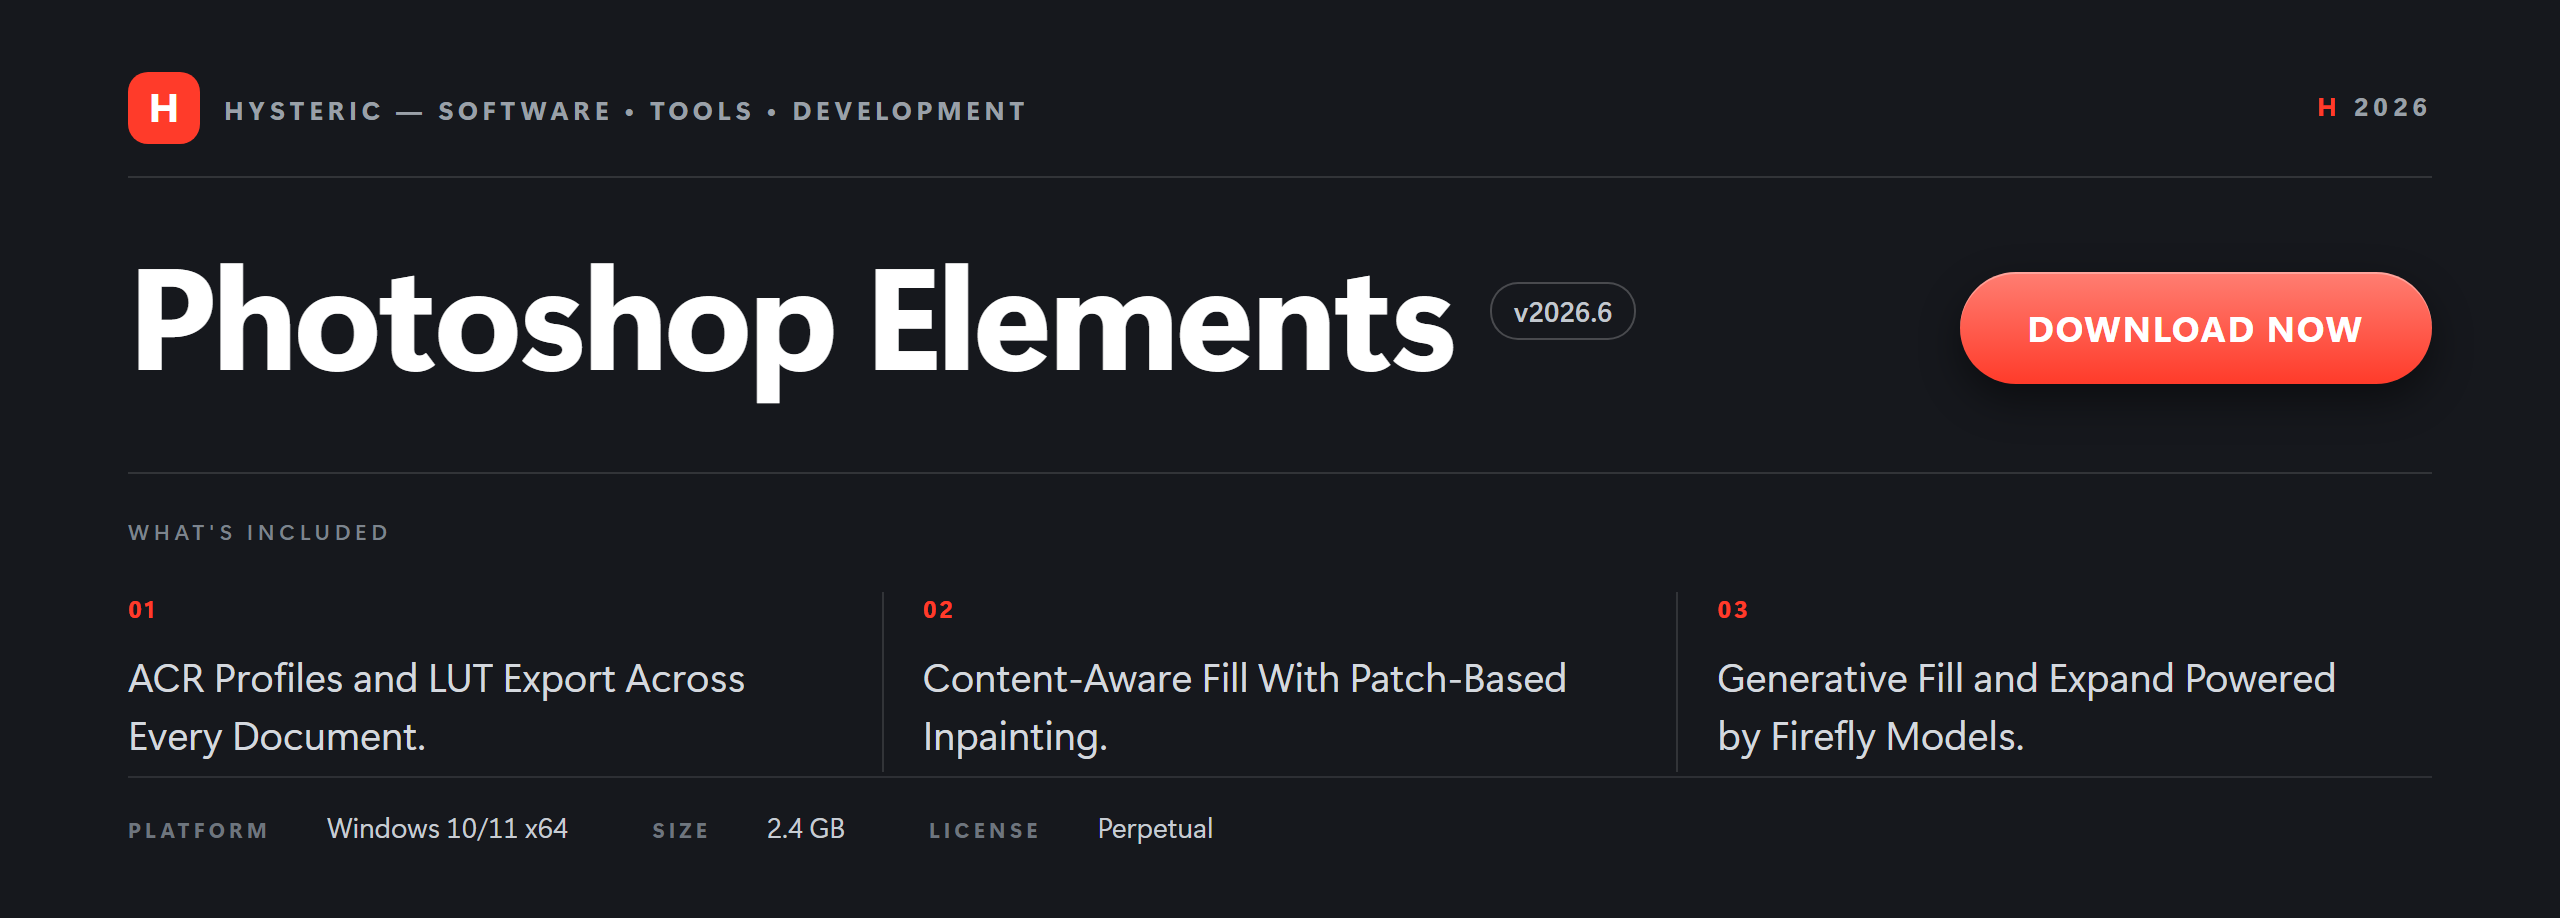 H HYSTERIC — SOFTWARE • TOOLS • DEVELOPMENT
H 2026
Photoshop Elements v2026.6
DOWNLOAD NOW
WHAT'S INCLUDED
01
ACR Profiles and LUT Export Across
Every Document.
02
Content-Aware Fill With Patch-Based
Inpainting.
03
Generative Fill and Expand Powered
by Firefly Models.
PLATFORM Windows 10/11 x64 SIZE 2.4 GB LICENSE Perpetual